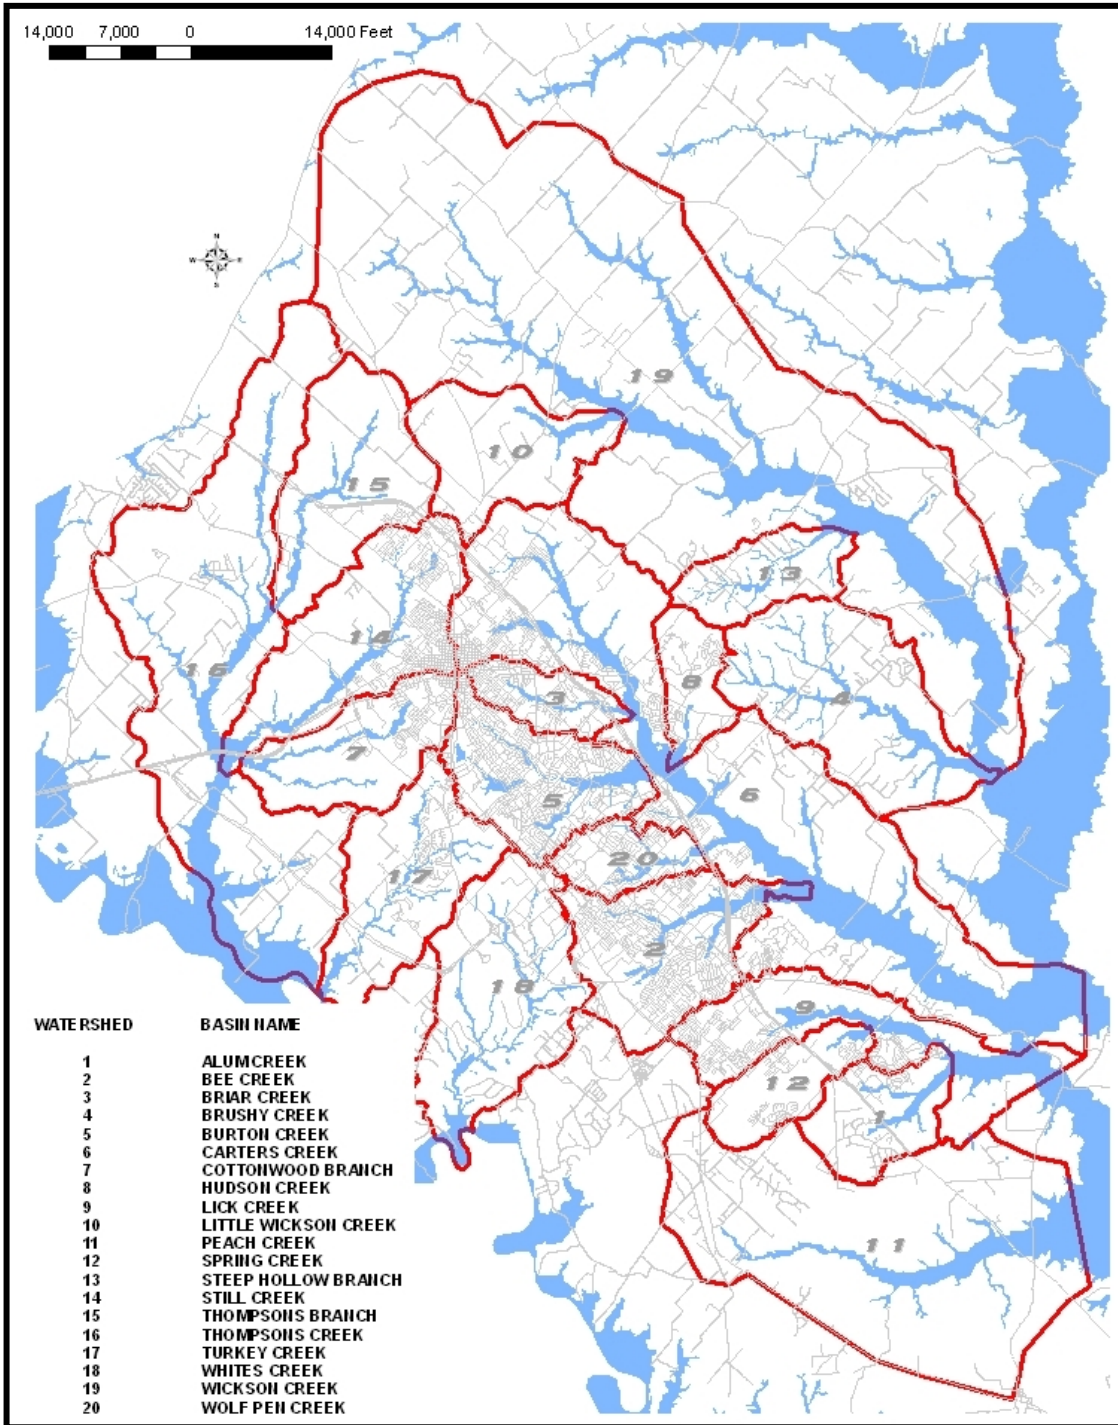 14,000 7,000 0 14,000 Feet
N
W E
S
19
10
15
13
14
16
8
4
3
7
6
5
20
17
2
18
9
12
1
11
WATERSHED BASIN NAME
1 ALUM CREEK
2 BEE CREEK
3 BRIAR CREEK
4 BRUSHY CREEK
5 BURTON CREEK
6 CARTERS CREEK
7 COTTONWOOD BRANCH
8 HUDSON CREEK
9 LICK CREEK
10 LITTLE WICKSON CREEK
11 PEACH CREEK
12 SPRING CREEK
13 STEEP HOLLOW BRANCH
14 STILL CREEK
15 THOMPSONS BRANCH
16 THOMPSONS CREEK
17 TURKEY CREEK
18 WHITES CREEK
19 WICKSON CREEK
20 WOLF PEN CREEK